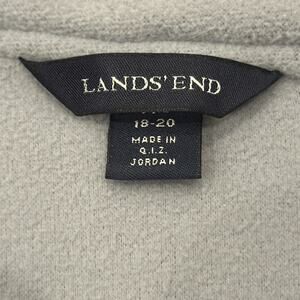 LANDS' END
18-20
MADE IN
Q.I.Z.
JORDAN